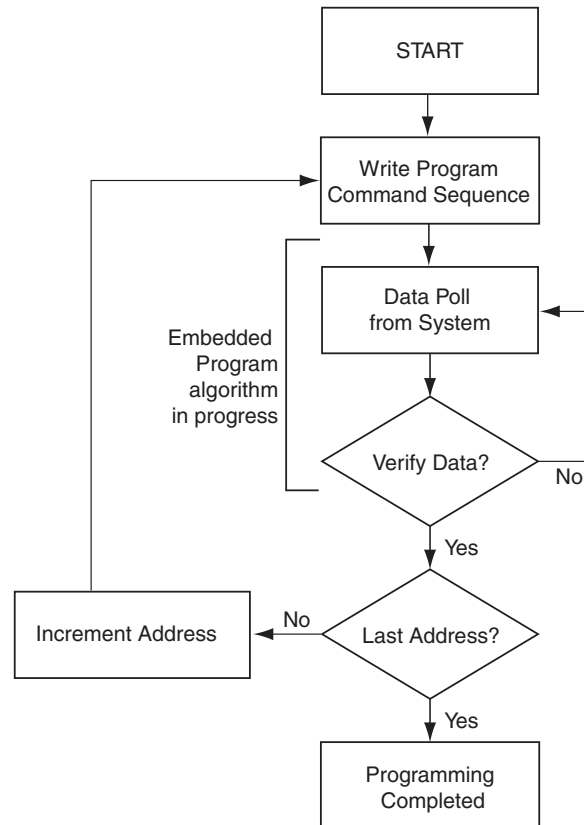 START
Write Program
Command Sequence
Data Poll
from System
Embedded
Program
algorithm
in progress
Verify Data?
No
Yes
Last Address?
No
Increment Address
Yes
Programming
Completed